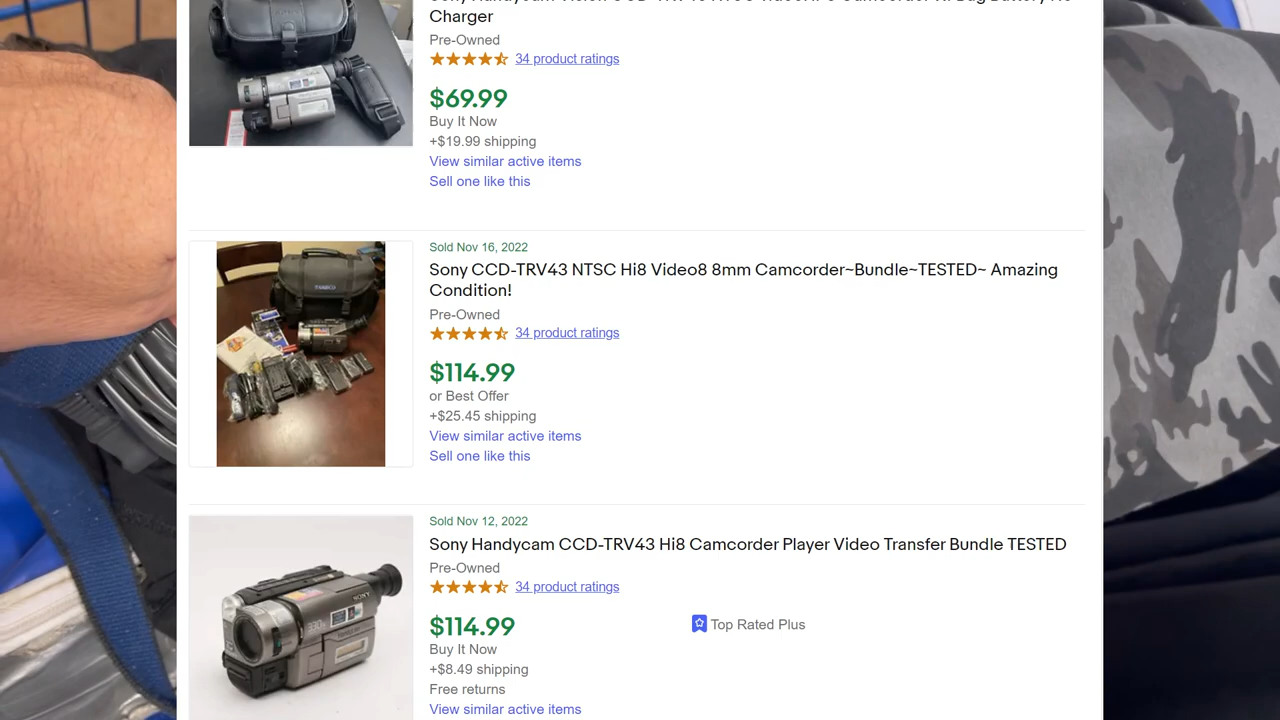 Charger
Pre-Owned
34 product ratings
$69.99
Buy It Now
+$19.99 shipping
View similar active items
Sell one like this
Sold Nov 16, 2022
Sony CCD-TRV43 NTSC Hi8 Video8 8mm Camcorder~Bundle~TESTED~ Amazing
Condition!
Pre-Owned
34 product ratings
$114.99
or Best Offer
+$25.45 shipping
View similar active items
Sell one like this
Sold Nov 12, 2022
Sony Handycam CCD-TRV43 Hi8 Camcorder Player Video Transfer Bundle TESTED
Pre-Owned
34 product ratings
$114.99
Top Rated Plus
Buy It Now
+$8.49 shipping
Free returns
View similar active items
SONY
330x